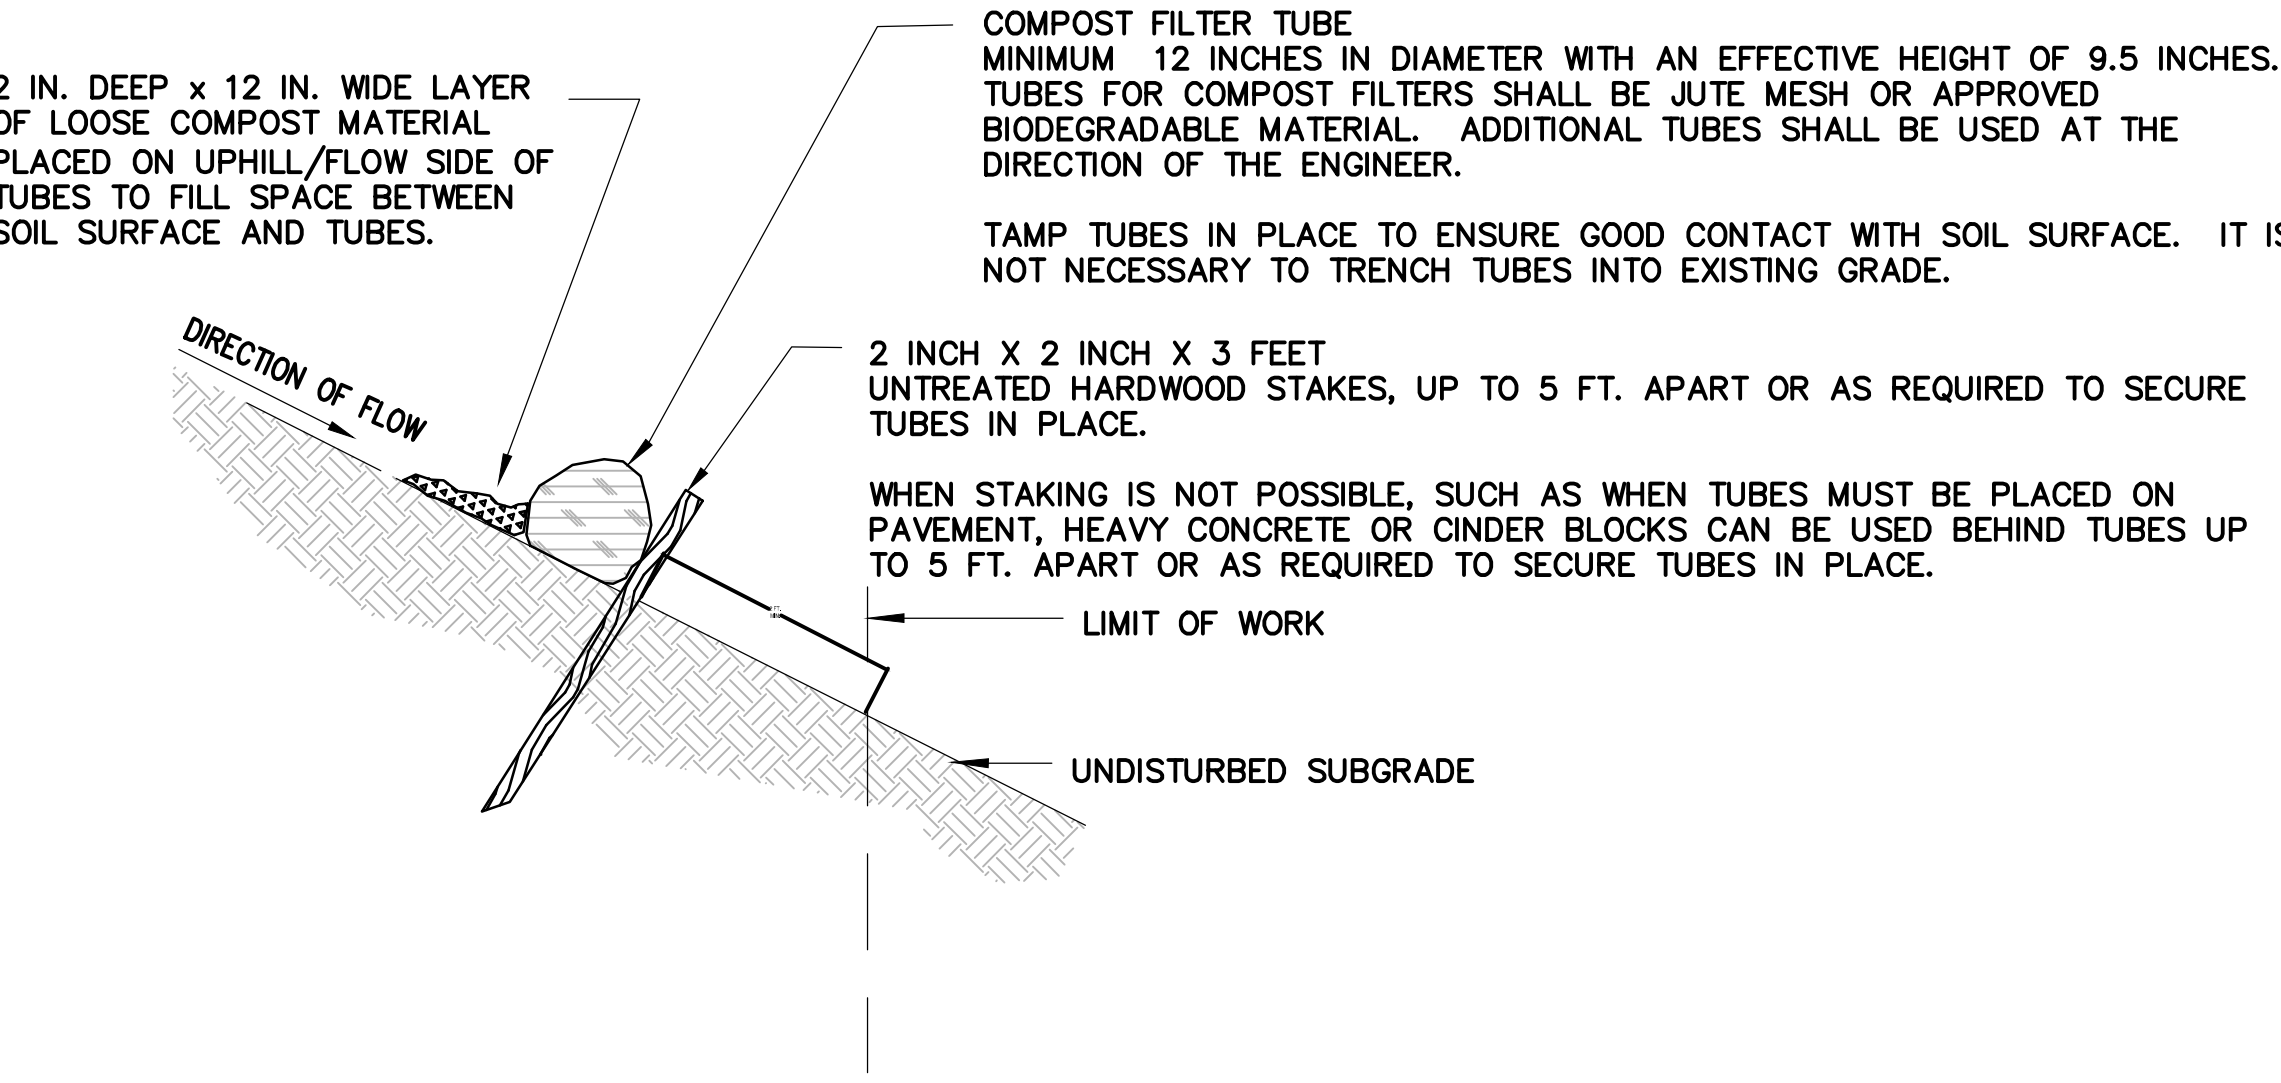 COMPOST FILTER TUBE
MINIMUM 12 INCHES IN DIAMETER WITH AN EFFECTIVE HEIGHT OF 9.5 INCHES.
TUBES FOR COMPOST FILTERS SHALL BE JUTE MESH OR APPROVED
BIODEGRADABLE MATERIAL. ADDITIONAL TUBES SHALL BE USED AT THE
DIRECTION OF THE ENGINEER.
TAMP TUBES IN PLACE TO ENSURE GOOD CONTACT WITH SOIL SURFACE. IT IS
NOT NECESSARY TO TRENCH TUBES INTO EXISTING GRADE.
2 IN. DEEP x 12 IN. WIDE LAYER
OF LOOSE COMPOST MATERIAL
PLACED ON UPHILL/FLOW SIDE OF
TUBES TO FILL SPACE BETWEEN
SOIL SURFACE AND TUBES.
DIRECTION OF FLOW
2 INCH X 2 INCH X 3 FEET
UNTREATED HARDWOOD STAKES, UP TO 5 FT. APART OR AS REQUIRED TO SECURE
TUBES IN PLACE.
WHEN STAKING IS NOT POSSIBLE, SUCH AS WHEN TUBES MUST BE PLACED ON
PAVEMENT, HEAVY CONCRETE OR CINDER BLOCKS CAN BE USED BEHIND TUBES UP
TO 5 FT. APART OR AS REQUIRED TO SECURE TUBES IN PLACE.
LIMIT OF WORK
UNDISTURBED SUBGRADE